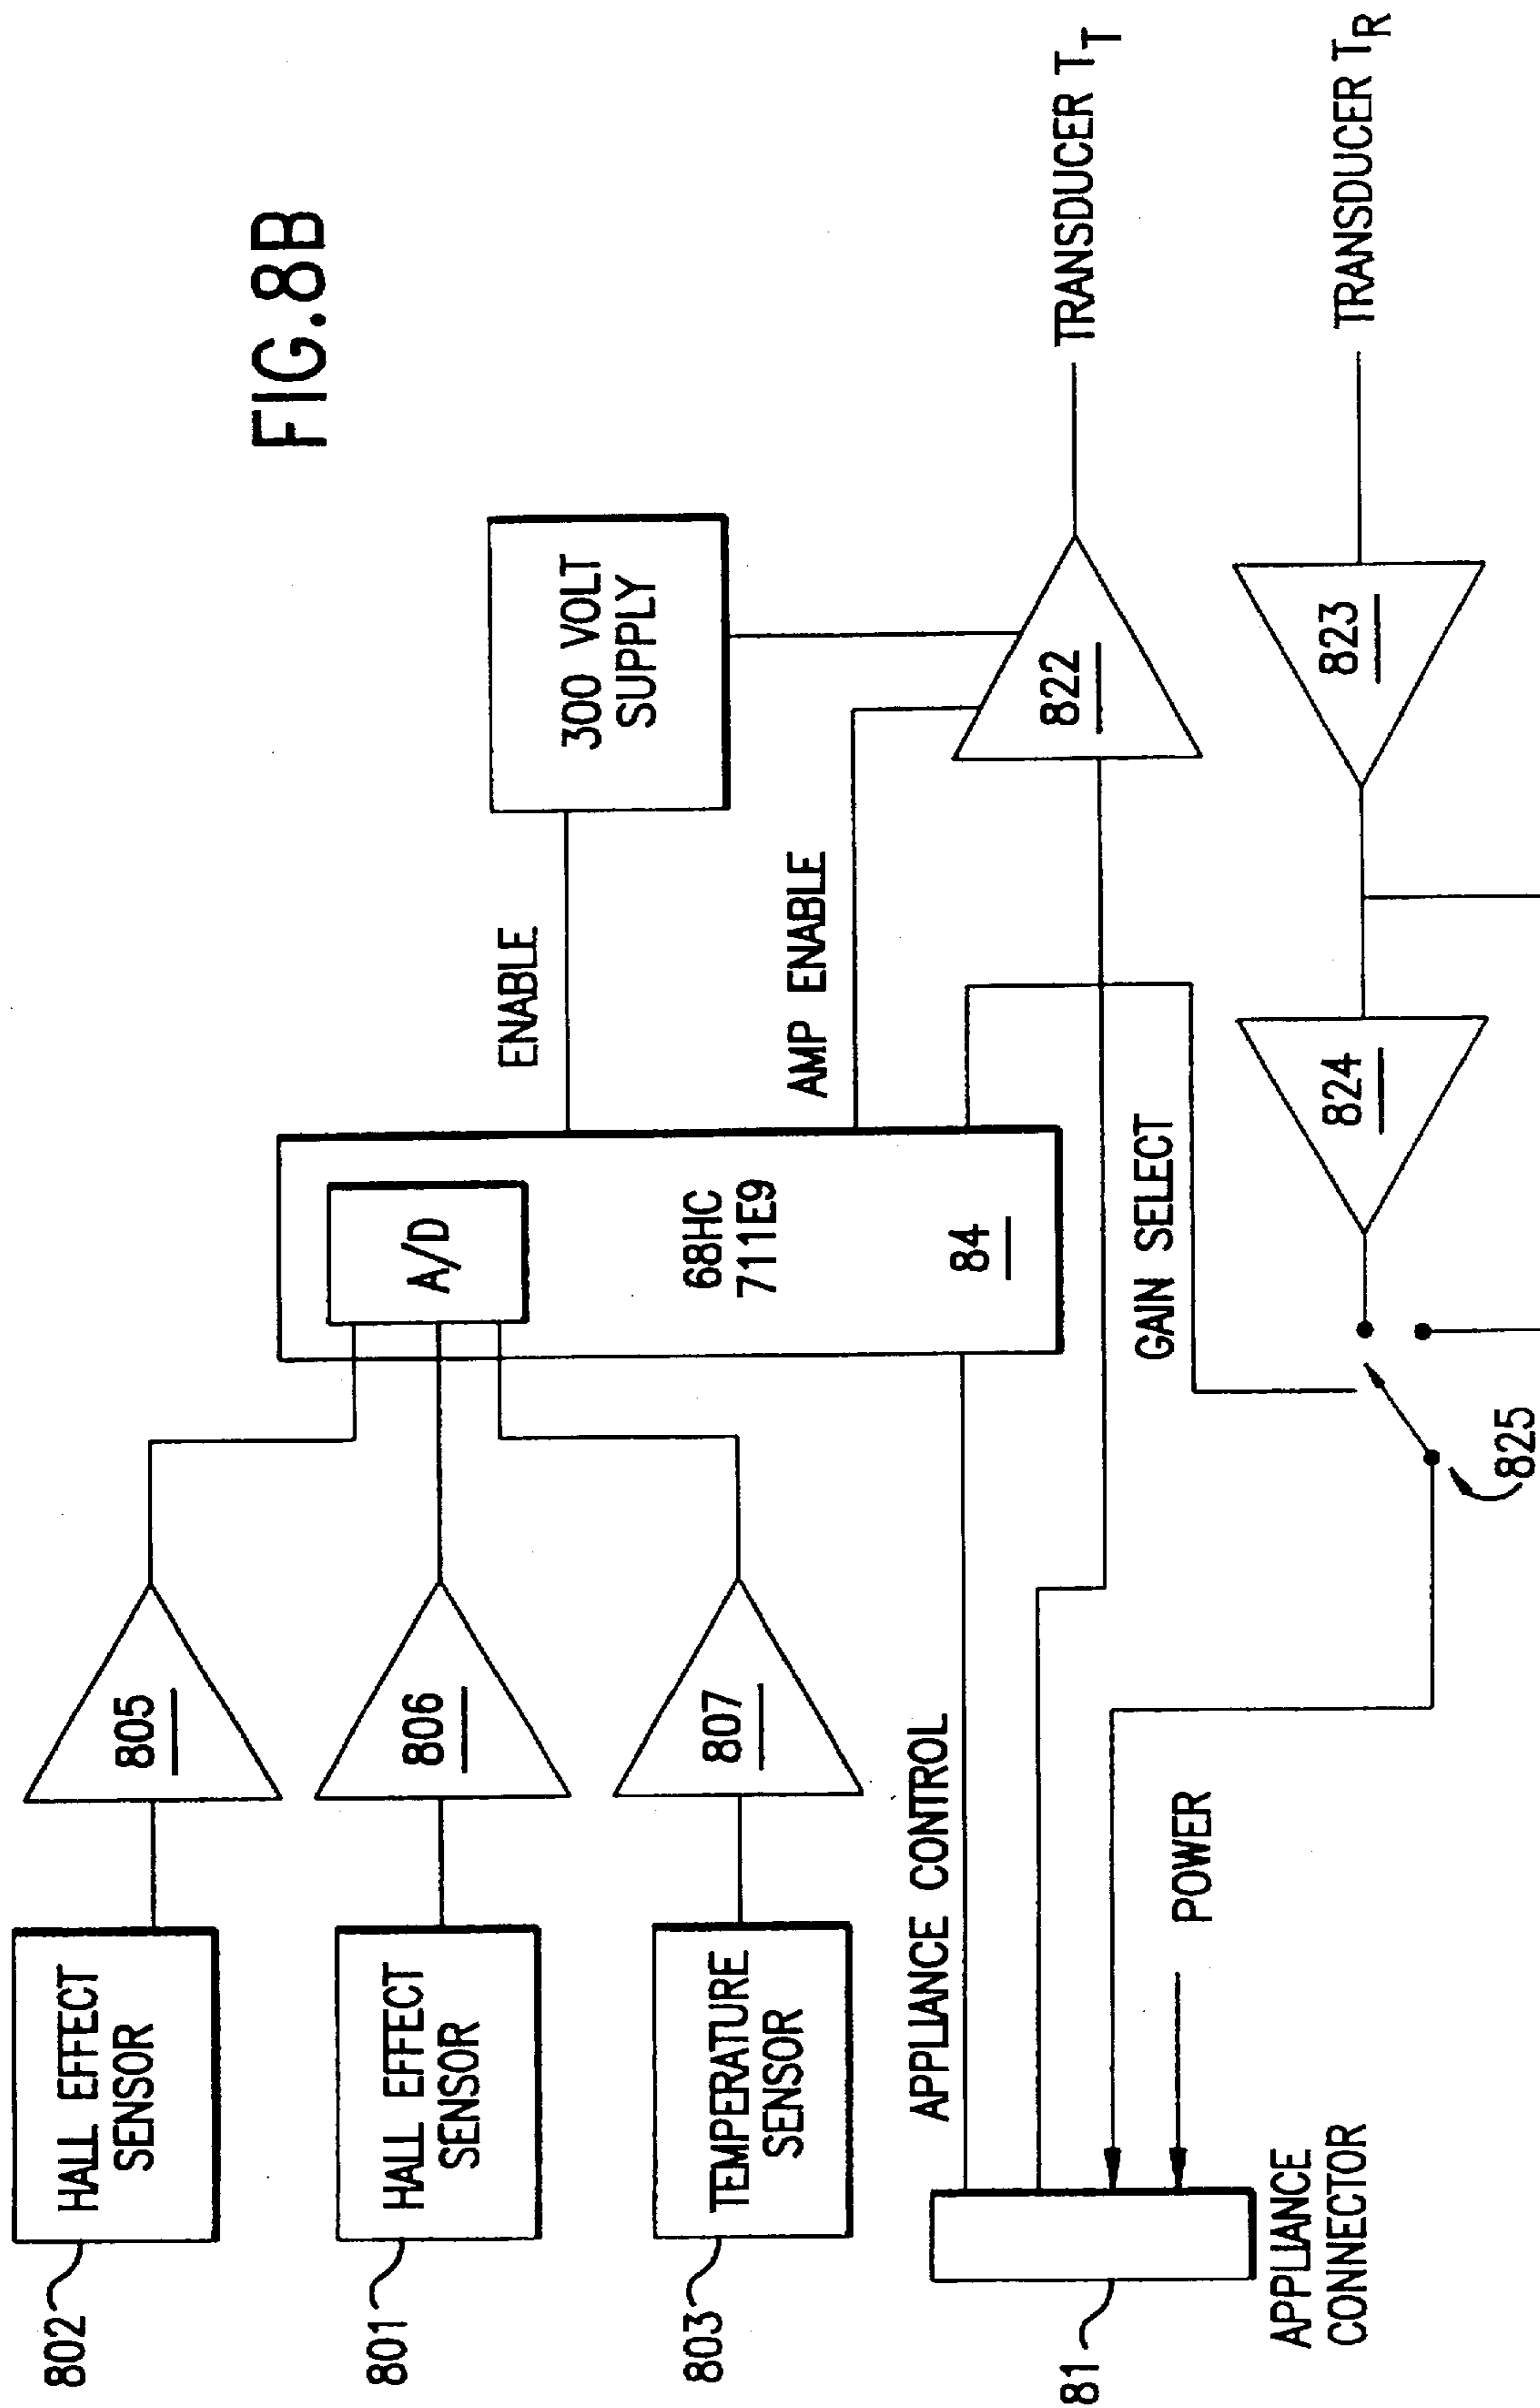 FIG.8B
802
HALL EFFECT
SENSOR
805
801
HALL EFFECT
SENSOR
806
803
TEMPERATURE
SENSOR
807
A/D
68HC
711E9
84
ENABLE
300 VOLT
SUPPLY
AMP ENABLE
822
TRANSDUCER TT
APPLIANCE CONTROL
81
APPLIANCE
CONNECTOR
POWER
GAIN SELECT
825
824
823
TRANSDUCER TR